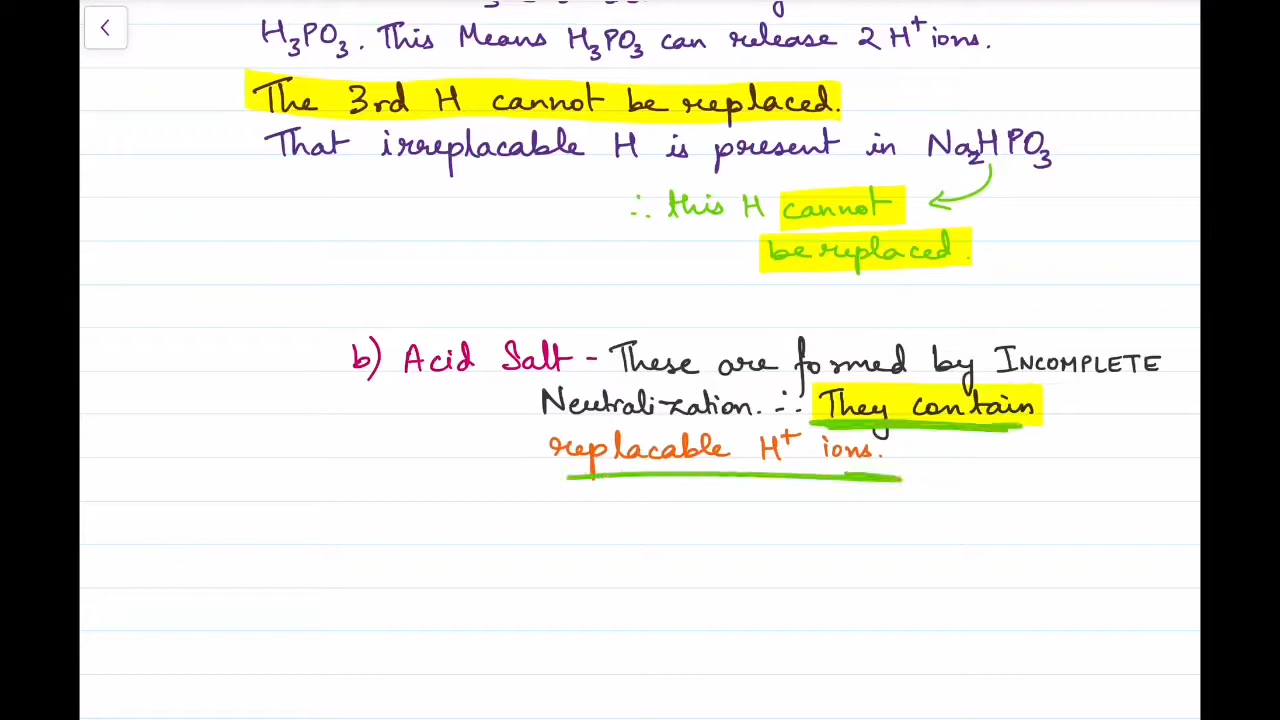 H₃PO₃. This Means H₃PO₃ can release 2 H⁺ ions.
The 3rd H cannot be replaced.
That irreplacable H is present in Na₂HPO₃
∴ this H cannot
be replaced.
b) Acid Salt - These are formed by INCOMPLETE
Neutralization. ∴ They contain
replacable H⁺ ions.